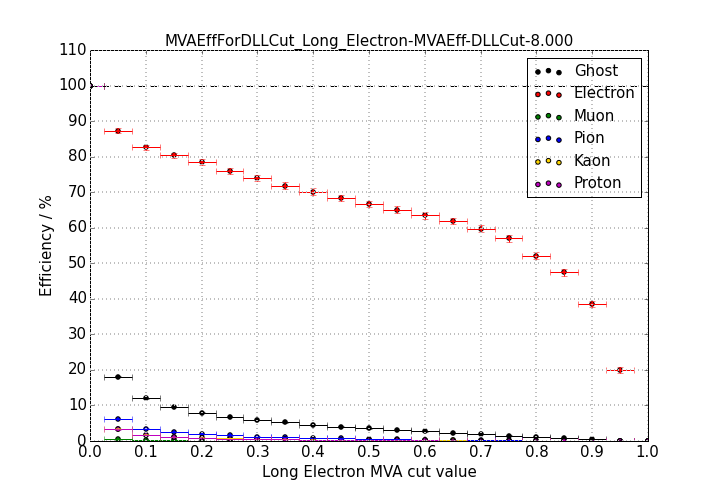 MVAEffForDLLCut_Long_Electron-MVAEff-DLLCut-8.000
110
100
90
80
70
60
50
40
30
20
10
0
Efficiency / %
Ghost
Electron
Muon
Pion
Kaon
Proton
0.0 0.1 0.2 0.3 0.4 0.5 0.6 0.7 0.8 0.9 1.0
Long Electron MVA cut value